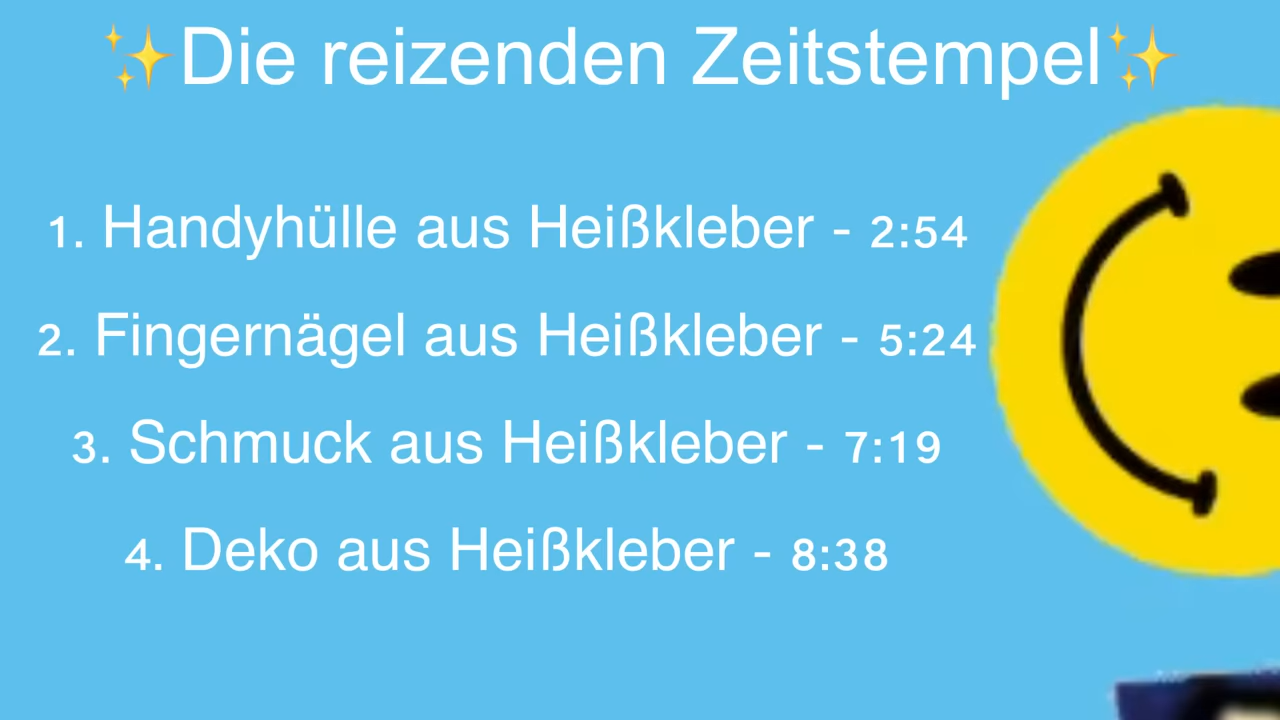 ✨Die reizenden Zeitstempel✨
1. Handyhülle aus Heißkleber - 2:54
2. Fingernägel aus Heißkleber - 5:24
3. Schmuck aus Heißkleber - 7:19
4. Deko aus Heißkleber - 8:38